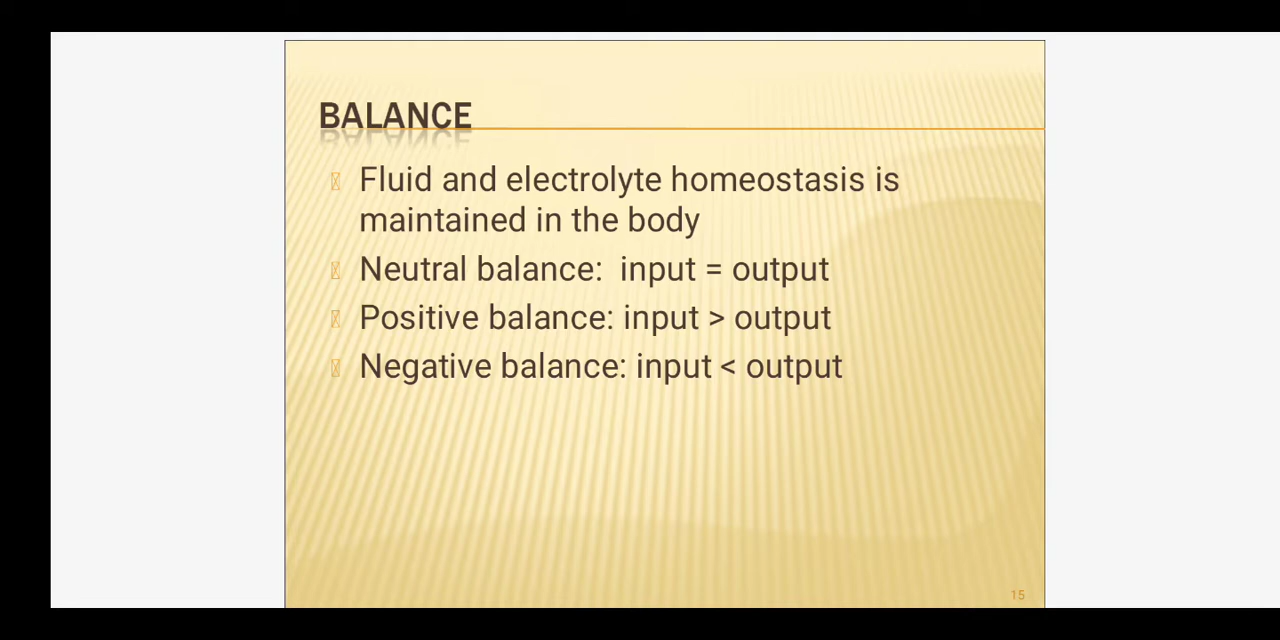 BALANCE
Fluid and electrolyte homeostasis is
maintained in the body
Neutral balance:  input = output
Positive balance: input > output
Negative balance: input < output
15